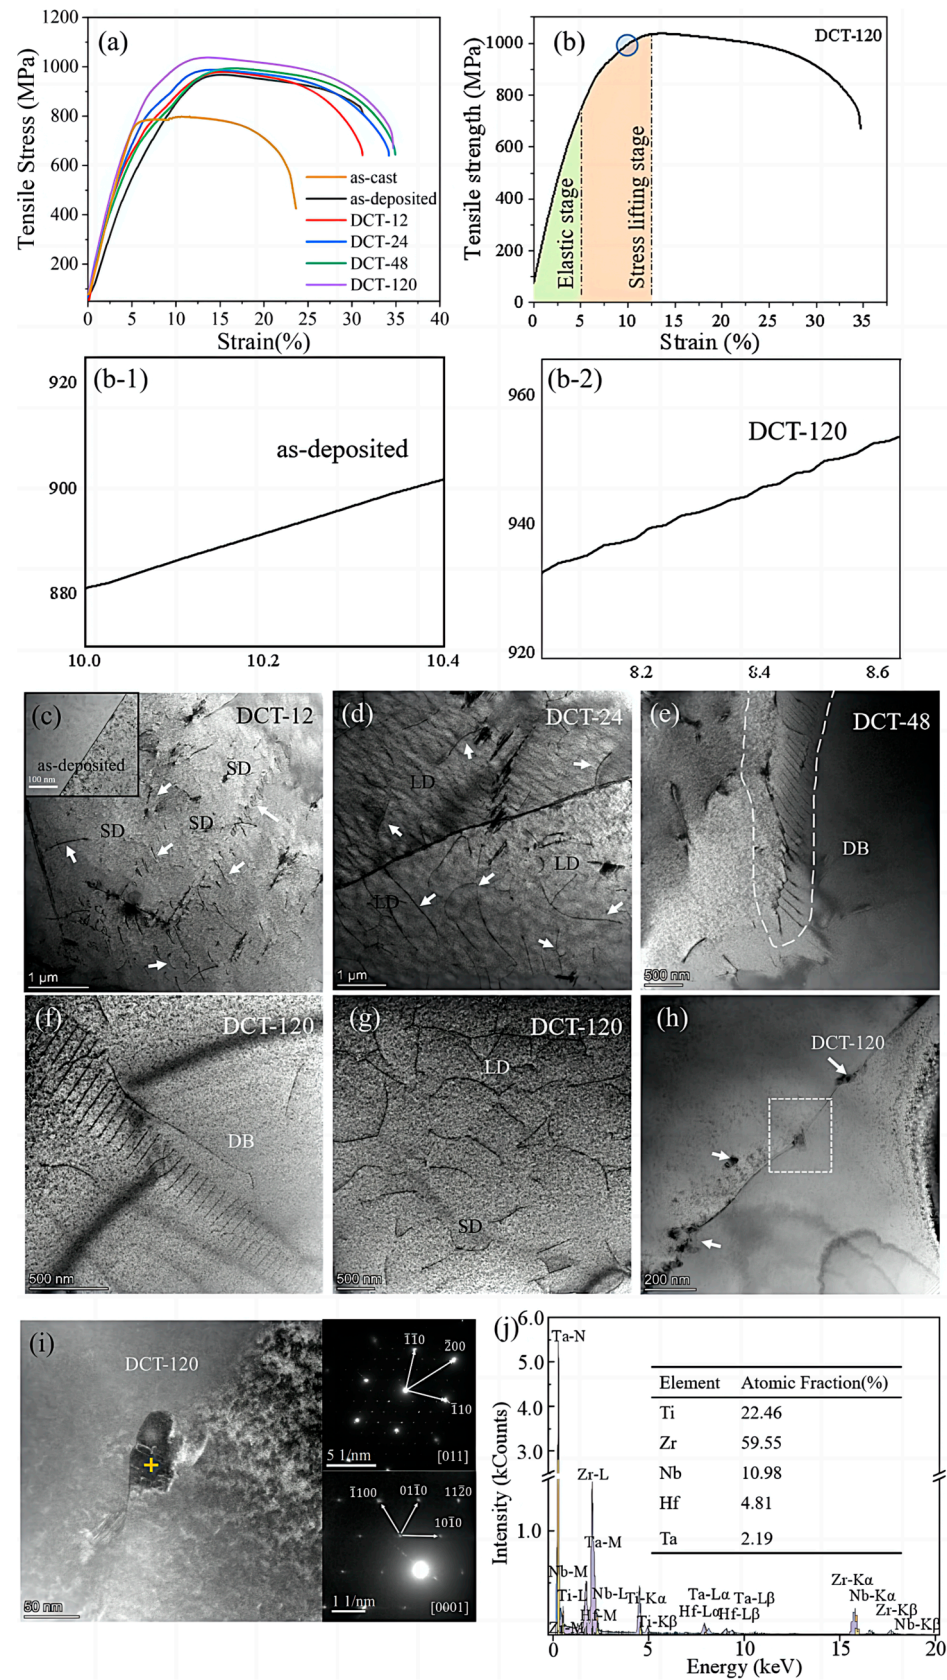 (a)
1200
1000
800
600
400
200
Tensile Stress (MPa)
as-cast
as-deposited
DCT-12
DCT-24
DCT-48
DCT-120
0 5 10 15 20 25 30 35 40
Strain(%)
(b)
DCT-120
1000
800
600
400
200
0
Tensile strength (MPa)
Elastic stage
Stress lifting stage
0 5 10 15 20 25 30 35
Strain (%)
(b-1)
920
900
880
as-deposited
10.0 10.2 10.4
(b-2)
960
940
920
DCT-120
8.2 8.4 8.6
(c)
DCT-12
as-deposited
100 nm
SD
SD
SD
1 μm
(d)
DCT-24
LD
LD
LD
1 μm
(e)
DCT-48
DB
500 nm
(f)
DCT-120
DB
500 nm
(g)
DCT-120
LD
SD
500 nm
(h)
DCT-120
200 nm
(i)
DCT-120
50 nm
1̄1̄0
2̄00
1̄10
5 1/nm
[011]
1̄100
011̄0
112̄0
101̄0
1 1/nm
[0001]
(j)
6.0
5.0
4.0
3.0
1.0
Intensity (kCounts)
Ta-N
Element Atomic Fraction(%)
Ti 22.46
Zr 59.55
Nb 10.98
Hf 4.81
Ta 2.19
Zr-L
Ta-M
Nb-M
Ti-L
Zr-M
Hf-M
Nb-L
Ti-Kα
Ti-Kβ
Ta-Lα
Hf-Lα
Ta-Lβ
Hf-Lβ
Zr-Kα
Nb-Kα
Zr-Kβ
Nb-Kβ
0 5 10 15 20
Energy (keV)